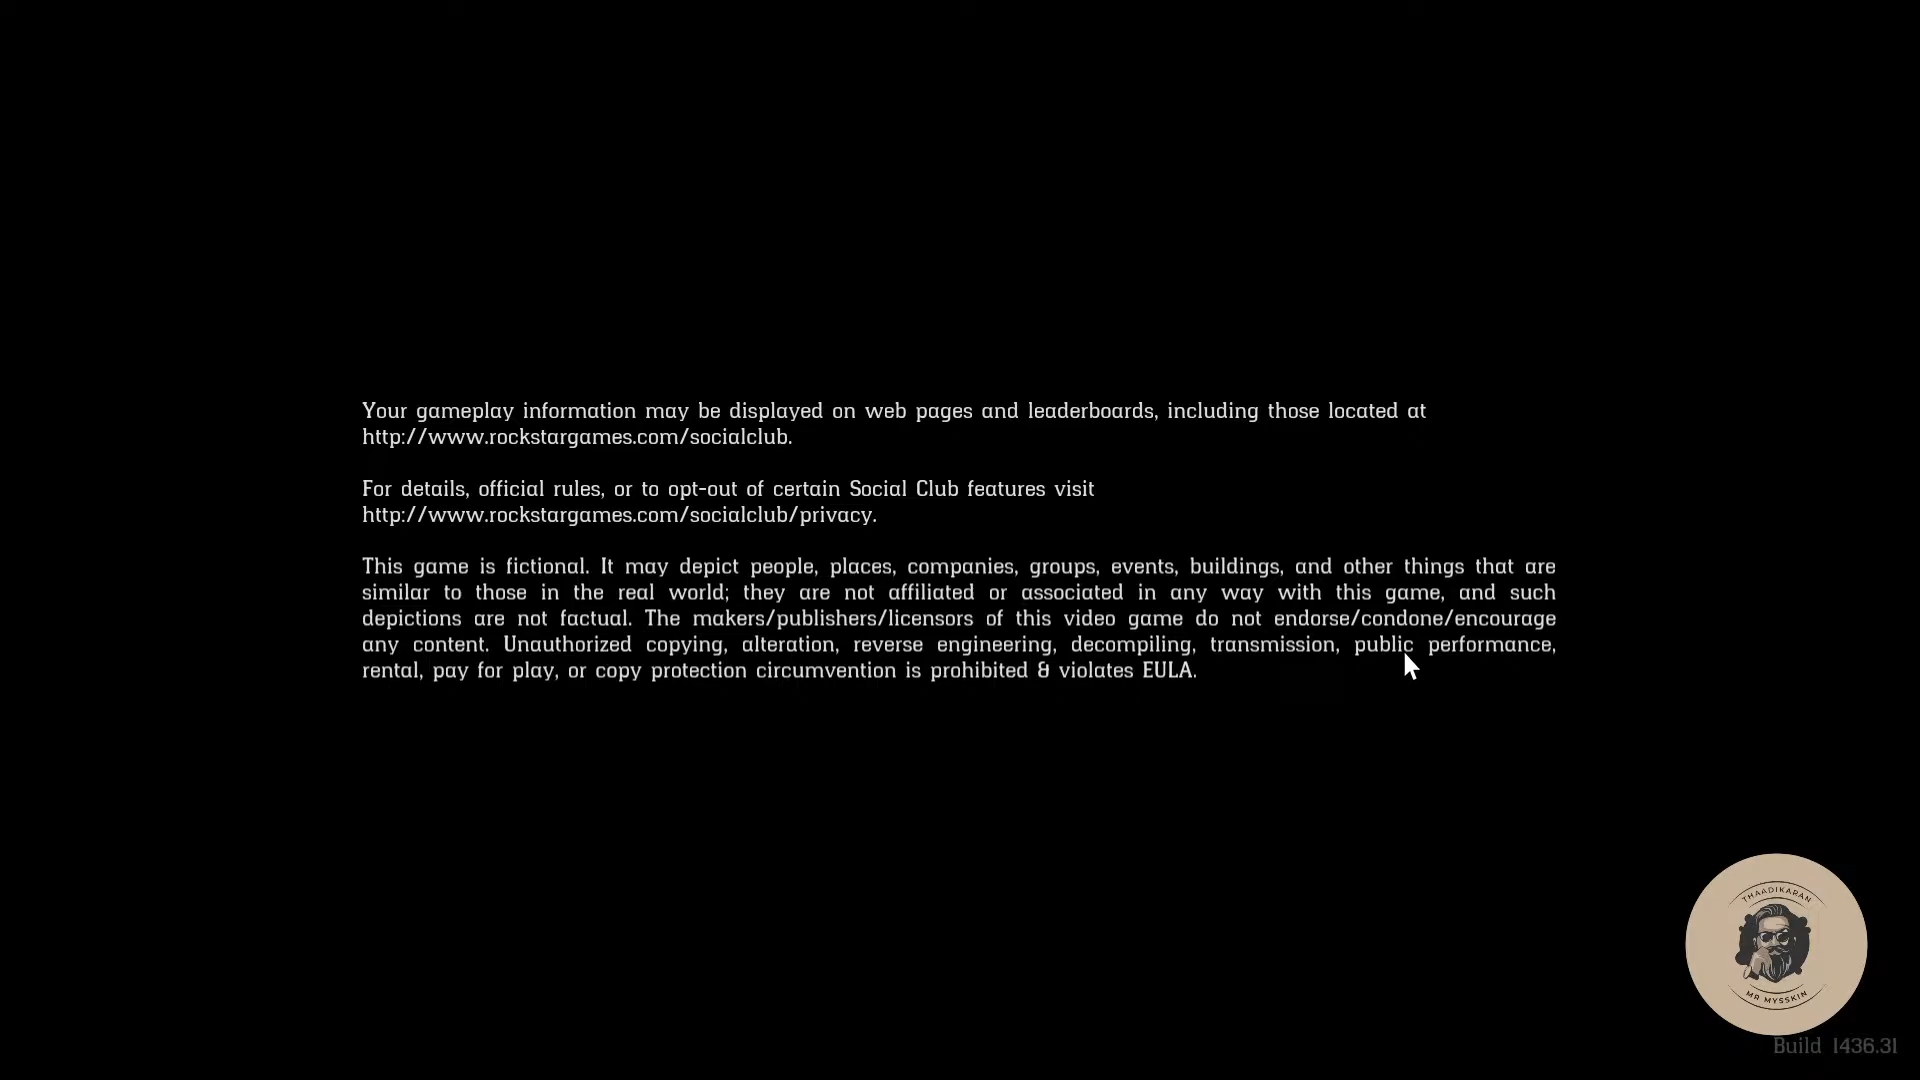 Your gameplay information may be displayed on web pages and leaderboards, including those located at
http://www.rockstargames.com/socialclub.
For details, official rules, or to opt-out of certain Social Club features visit
http://www.rockstargames.com/socialclub/privacy.
This game is fictional. It may depict people, places, companies, groups, events, buildings, and other things that are
similar to those in the real world; they are not affiliated or associated in any way with this game, and such
depictions are not factual. The makers/publishers/licensors of this video game do not endorse/condone/encourage
any content. Unauthorized copying, alteration, reverse engineering, decompiling, transmission, public performance,
rental, pay for play, or copy protection circumvention is prohibited & violates EULA.
THAADIKARAN
MR MYSSKIN
Build 1436.31